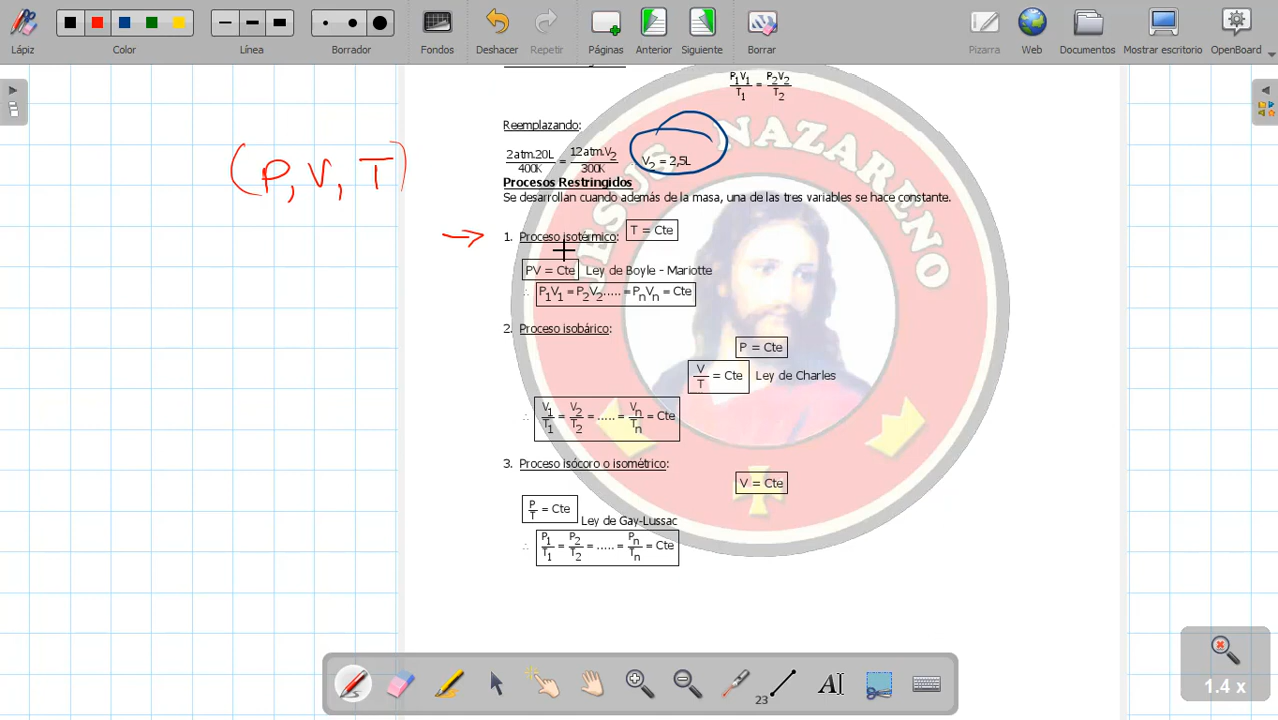 Lápiz Color Línea Borrador Fondos Deshacer Repetir Páginas Anterior Siguiente Borrar Pizarra Web Documentos Mostrar escritorio OpenBoard
P₁V₁/T₁ = P₂V₂/T₂
Reemplazando:
2atm.20L/400K = 12atm.V₂/300K ∴ V₂ = 2,5L
(P, V, T)
Procesos Restringidos
Se desarrollan cuando además de la masa, una de las tres variables se hace constante.
→ 1. Proceso isotérmico: T = Cte
PV = Cte Ley de Boyle - Mariotte
∴ P₁V₁ = P₂V₂..... = PₙVₙ = Cte
2. Proceso isobárico:
P = Cte
V/T = Cte Ley de Charles
∴ V₁/T₁ = V₂/T₂ = ..... = Vₙ/Tₙ = Cte
3. Proceso isócoro o isométrico:
V = Cte
P/T = Cte Ley de Gay-Lussac
∴ P₁/T₁ = P₂/T₂ = ..... = Pₙ/Tₙ = Cte
JESUS NAZARENO
23
1.4 x